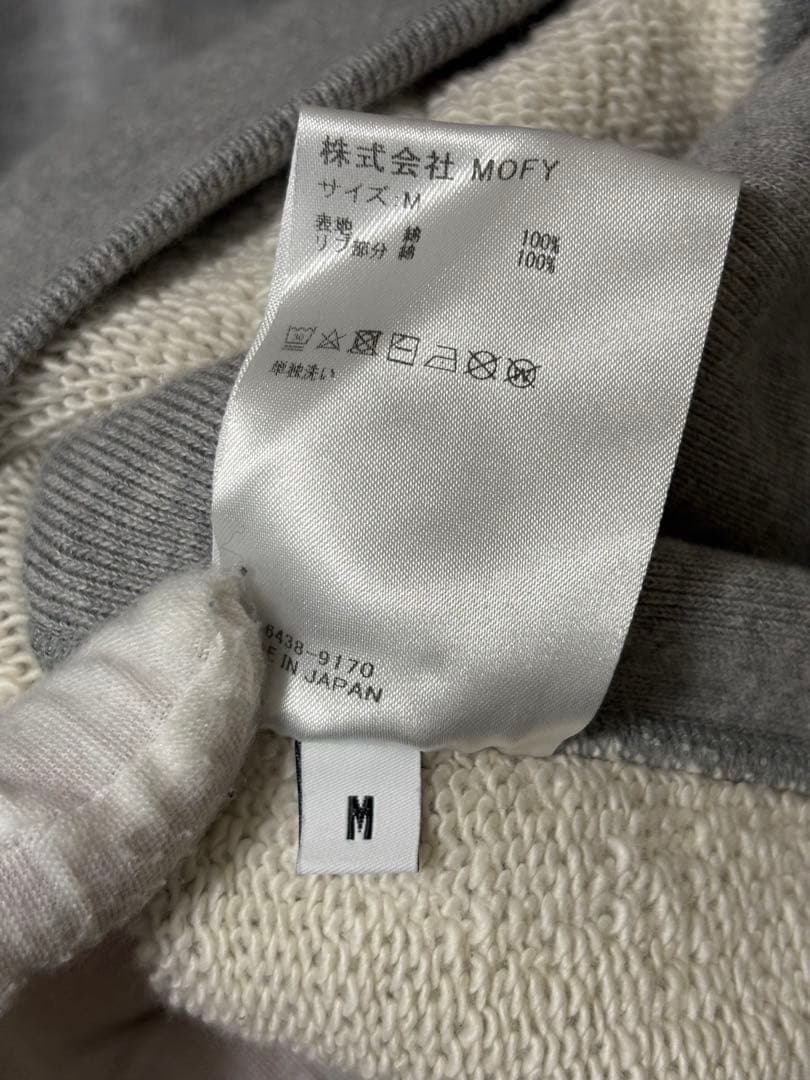 株式会社 MOFY
サイズ:M
表地 綿 100%
リブ部分 綿 100%
30
W
単独洗い
6438-9170
E IN JAPAN
M